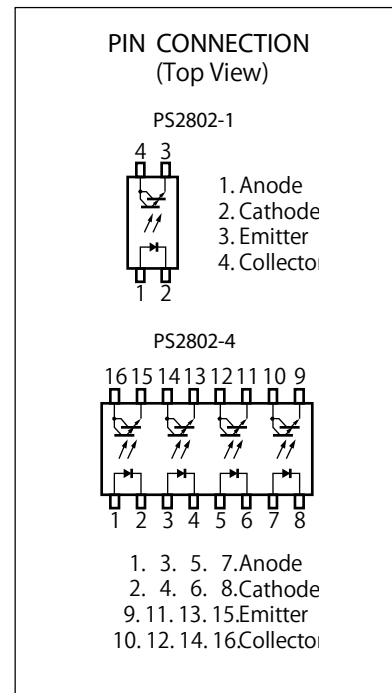 PIN CONNECTION
(Top View)
PS2802-1
4 3
1. Anode
2. Cathode
3. Emitter
4. Collector
1 2
PS2802-4
16 15 14 13 12 11 10 9
1 2 3 4 5 6 7 8
1. 3. 5. 7.Anode
2. 4. 6. 8.Cathode
9. 11. 13. 15.Emitter
10. 12. 14. 16.Collector